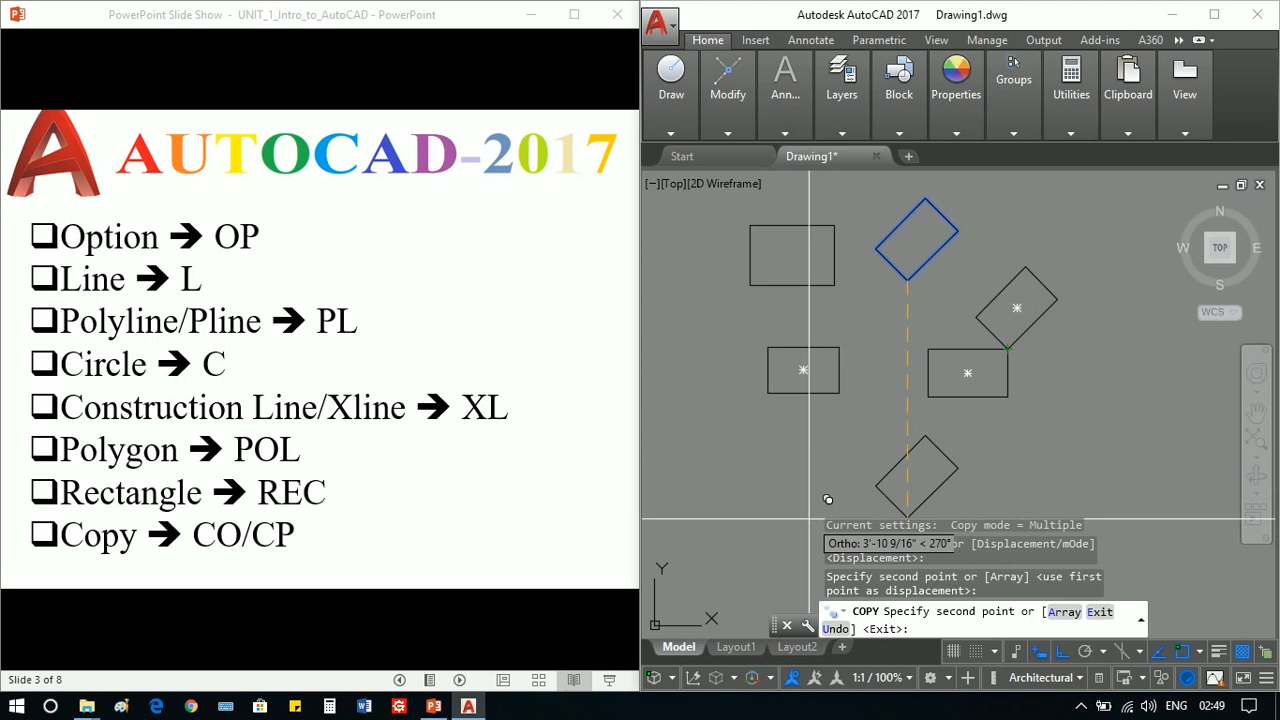 PowerPoint Slide Show - UNIT_1_Intro_to_AutoCAD - PowerPoint
AUTOCAD-2017
Option ➔ OP
Line ➔ L
Polyline/Pline ➔ PL
Circle ➔ C
Construction Line/Xline ➔ XL
Polygon ➔ POL
Rectangle ➔ REC
Copy ➔ CO/CP
Slide 3 of 8
Autodesk AutoCAD 2017 Drawing1.dwg
Home Insert Annotate Parametric View Manage Output Add-ins A360
Draw Modify Ann... Layers Block Properties Groups Utilities Clipboard View
Start Drawing1*
[−][Top][2D Wireframe]
N
W TOP E
S
WCS
Current settings: Copy mode = Multiple
Ortho: 3'-10 9/16" < 270° or [Displacement/mOde]
<Displacement>:
Specify second point or [Array] <use first
point as displacement>:
COPY Specify second point or [Array Exit
Undo] <Exit>:
Y
X
Model Layout1 Layout2
1:1 / 100% Architectural
ENG 02:49